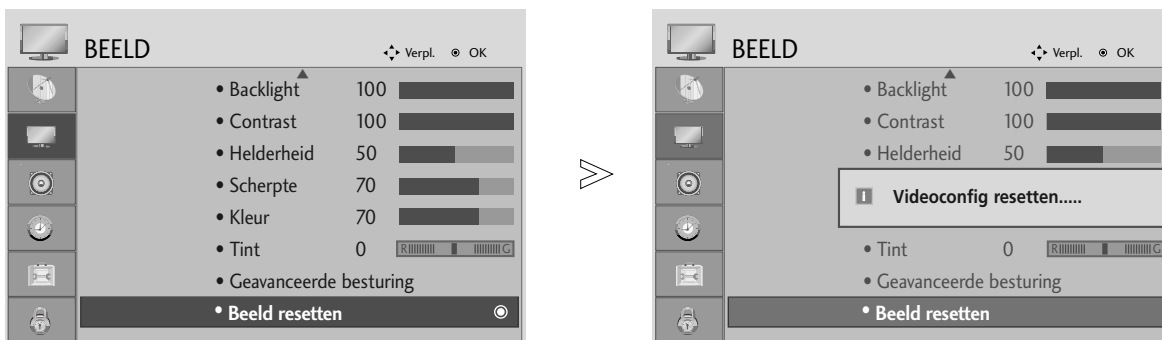 BEELD
Verpl. OK
• Backlight 100
• Contrast 100
• Helderheid 50
• Scherpte 70
• Kleur 70
• Tint 0 R G
• Geavanceerde besturing
• Beeld resetten
BEELD
Verpl. OK
• Backlight 100
• Contrast 100
• Helderheid 50
Videoconfig resetten.....
• Tint 0 R G
• Geavanceerde besturing
• Beeld resetten